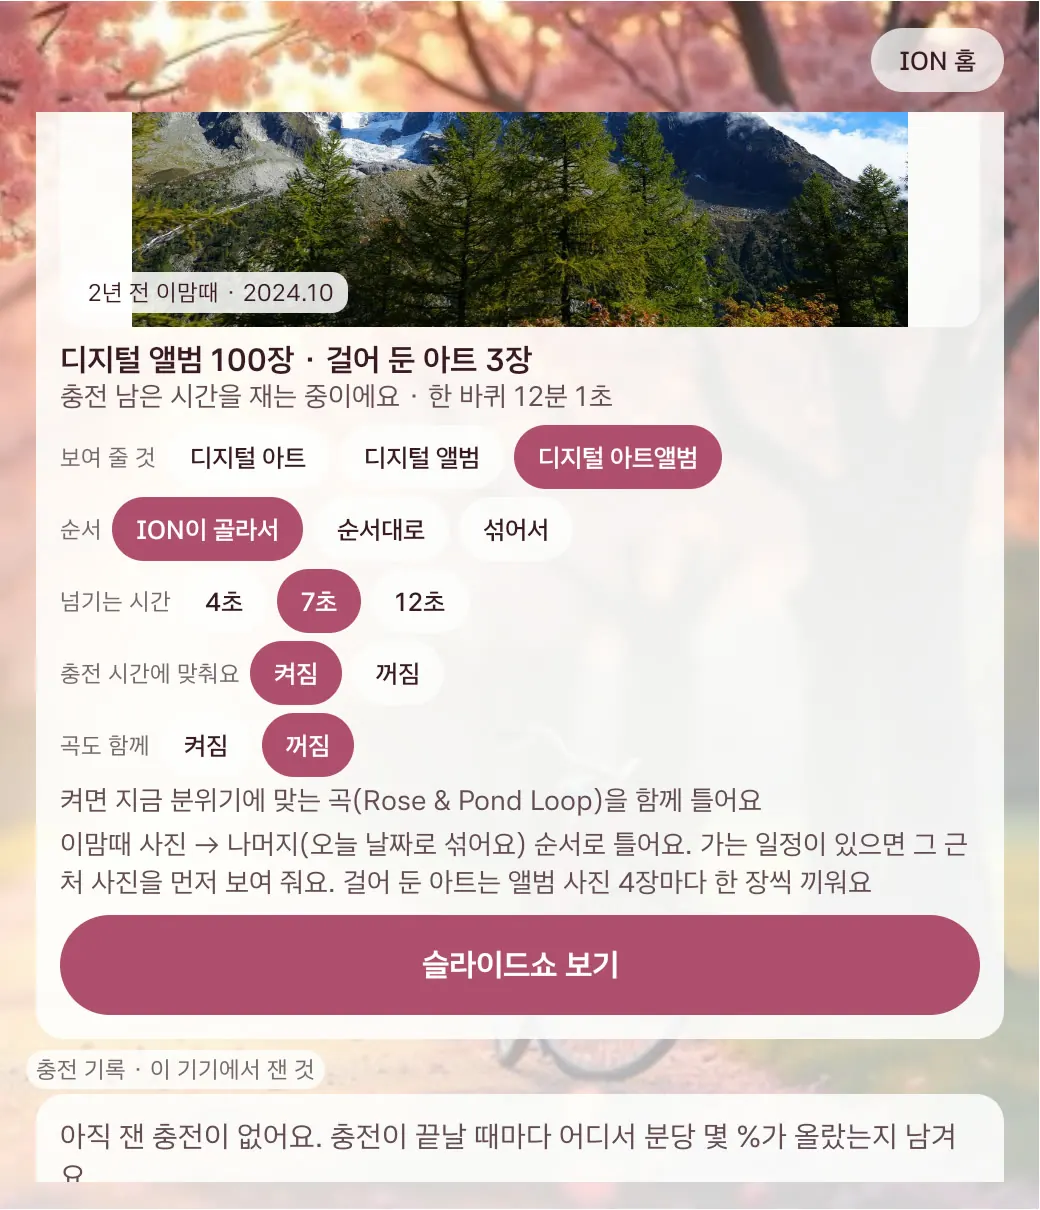 ION 홈
2년 전 이맘때 · 2024.10
디지털 앨범 100장 · 걸어 둔 아트 3장
충전 남은 시간을 재는 중이에요 · 한 바퀴 12분 1초
보여 줄 것 디지털 아트 디지털 앨범 디지털 아트앨범
순서 ION이 골라서 순서대로 섞어서
넘기는 시간 4초 7초 12초
충전 시간에 맞춰요 켜짐 꺼짐
곡도 함께 켜짐 꺼짐
켜면 지금 분위기에 맞는 곡(Rose & Pond Loop)을 함께 틀어요
이맘때 사진 → 나머지(오늘 날짜로 섞어요) 순서로 틀어요. 가는 일정이 있으면 그 근
처 사진을 먼저 보여 줘요. 걸어 둔 아트는 앨범 사진 4장마다 한 장씩 끼워요
슬라이드쇼 보기
충전 기록 · 이 기기에서 잰 것
아직 잰 충전이 없어요. 충전이 끝날 때마다 어디서 분당 몇 %가 올랐는지 남겨
요